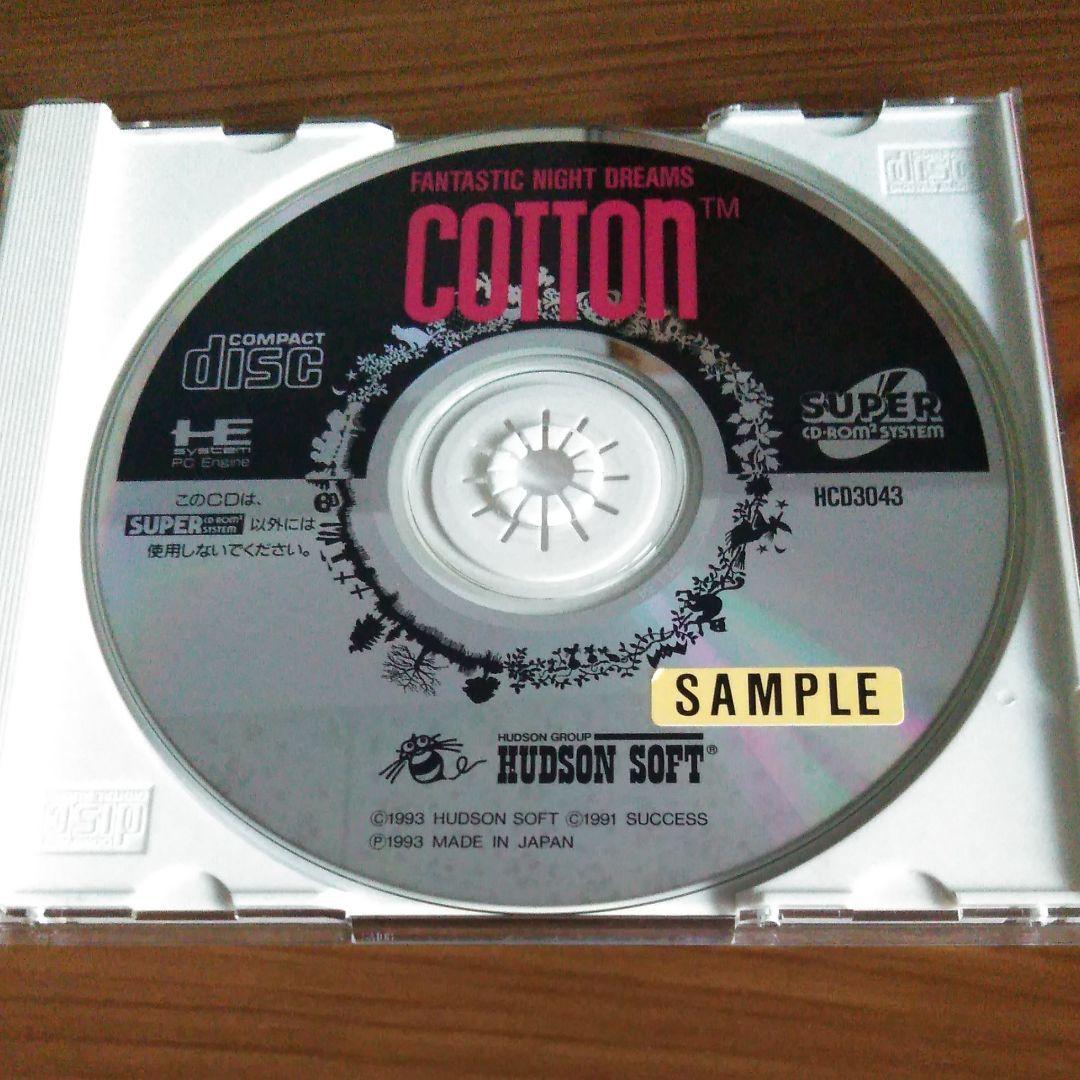 FANTASTIC NIGHT DREAMS
COTTON™
COMPACT
disc
HE
system
PC Engine
SUPER
CD-ROM² SYSTEM
このCDは、
SUPER CD-ROM² SYSTEM 以外には
使用しないでください。
HCD3043
SAMPLE
HUDSON GROUP
HUDSON SOFT®
©1993 HUDSON SOFT ©1991 SUCCESS
℗1993 MADE IN JAPAN
disc
disc